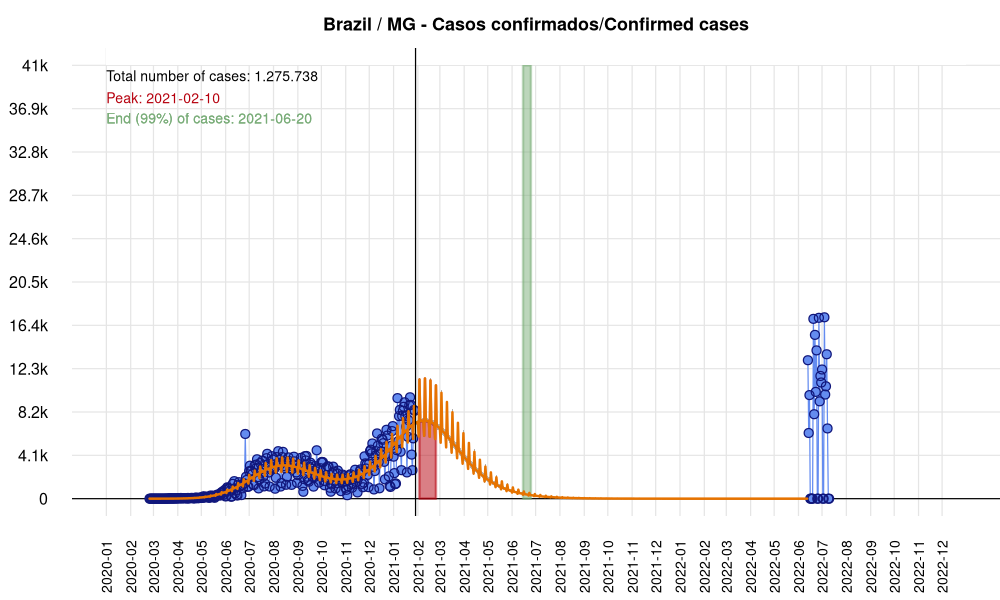 Brazil / MG - Casos confirmados/Confirmed cases
Total number of cases: 1.275.738
Peak: 2021-02-10
End (99%) of cases: 2021-06-20
41k
36.9k
32.8k
28.7k
24.6k
20.5k
16.4k
12.3k
8.2k
4.1k
0
2020-01
2020-02
2020-03
2020-04
2020-05
2020-06
2020-07
2020-08
2020-09
2020-10
2020-11
2020-12
2021-01
2021-02
2021-03
2021-04
2021-05
2021-06
2021-07
2021-08
2021-09
2021-10
2021-11
2021-12
2022-01
2022-02
2022-03
2022-04
2022-05
2022-06
2022-07
2022-08
2022-09
2022-10
2022-11
2022-12